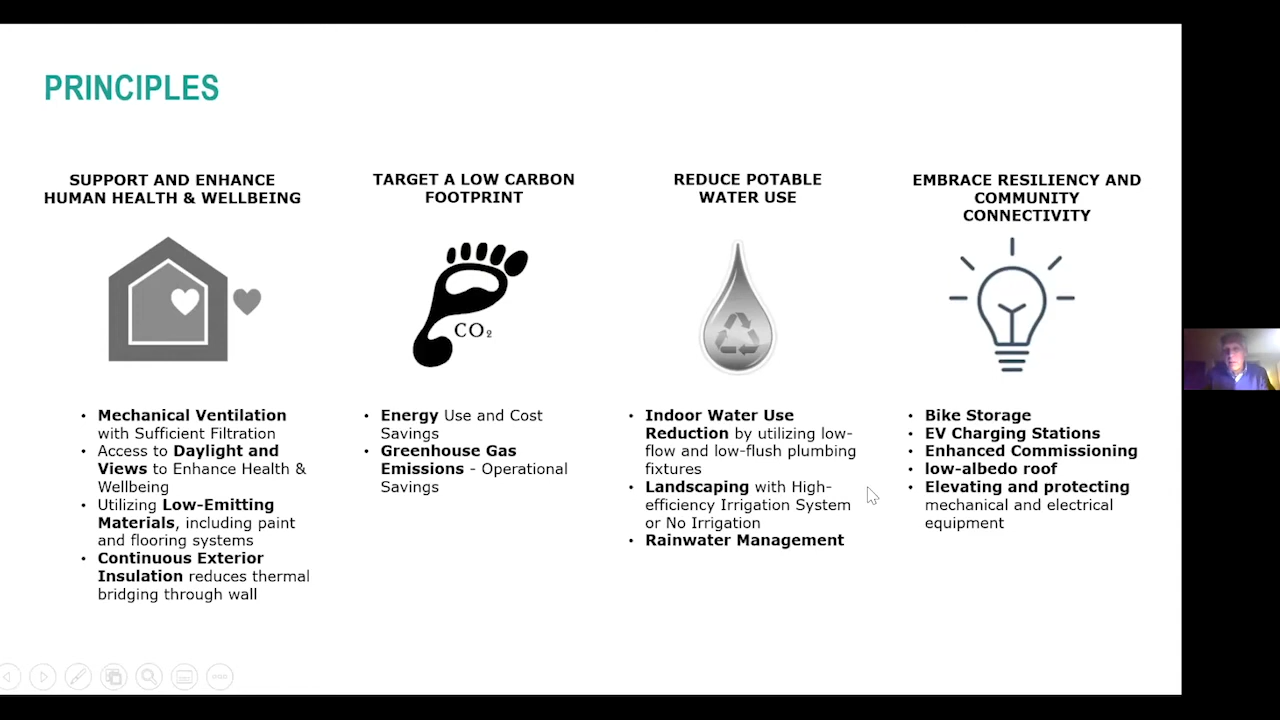 PRINCIPLES
SUPPORT AND ENHANCE
HUMAN HEALTH & WELLBEING
• Mechanical Ventilation
with Sufficient Filtration
• Access to Daylight and
Views to Enhance Health &
Wellbeing
• Utilizing Low-Emitting
Materials, including paint
and flooring systems
• Continuous Exterior
Insulation reduces thermal
bridging through wall
TARGET A LOW CARBON
FOOTPRINT
CO₂
• Energy Use and Cost
Savings
• Greenhouse Gas
Emissions - Operational
Savings
REDUCE POTABLE
WATER USE
• Indoor Water Use
Reduction by utilizing low-
flow and low-flush plumbing
fixtures
• Landscaping with High-
efficiency Irrigation System
or No Irrigation
• Rainwater Management
EMBRACE RESILIENCY AND
COMMUNITY
CONNECTIVITY
• Bike Storage
• EV Charging Stations
• Enhanced Commissioning
• low-albedo roof
• Elevating and protecting
mechanical and electrical
equipment